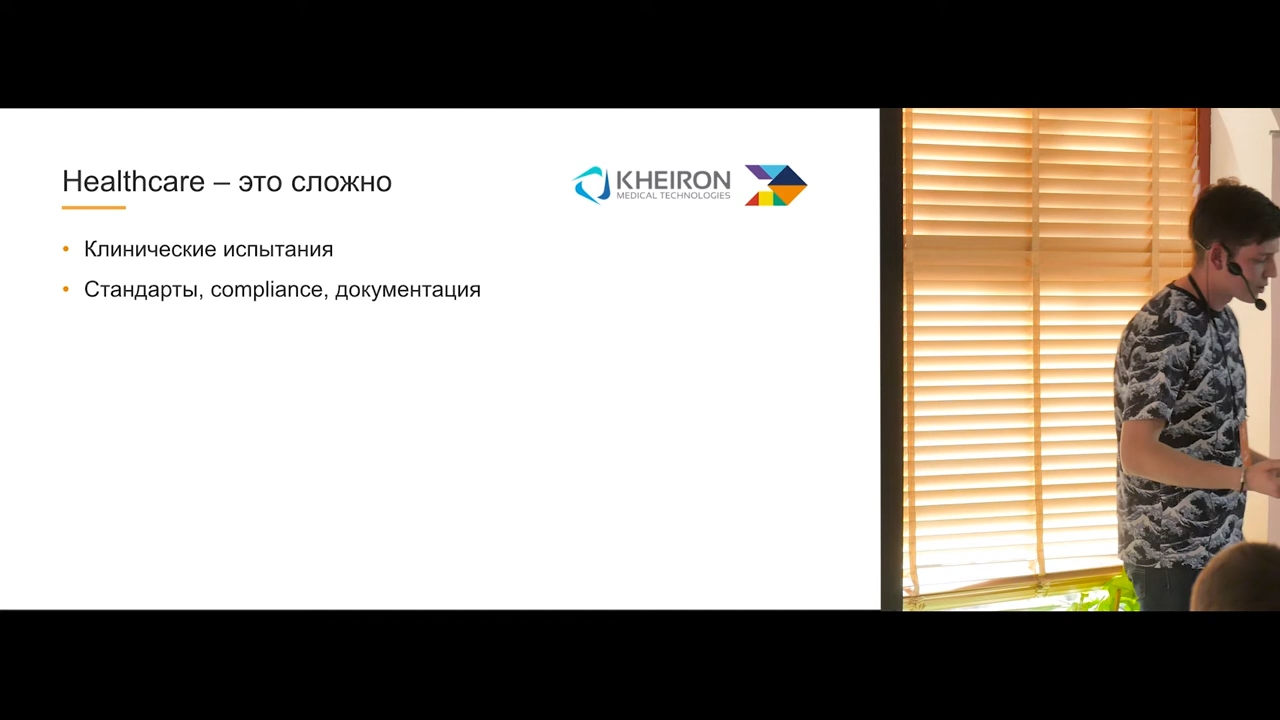 Healthcare – это сложно
KHEIRON
MEDICAL TECHNOLOGIES
• Клинические испытания
• Стандарты, compliance, документация